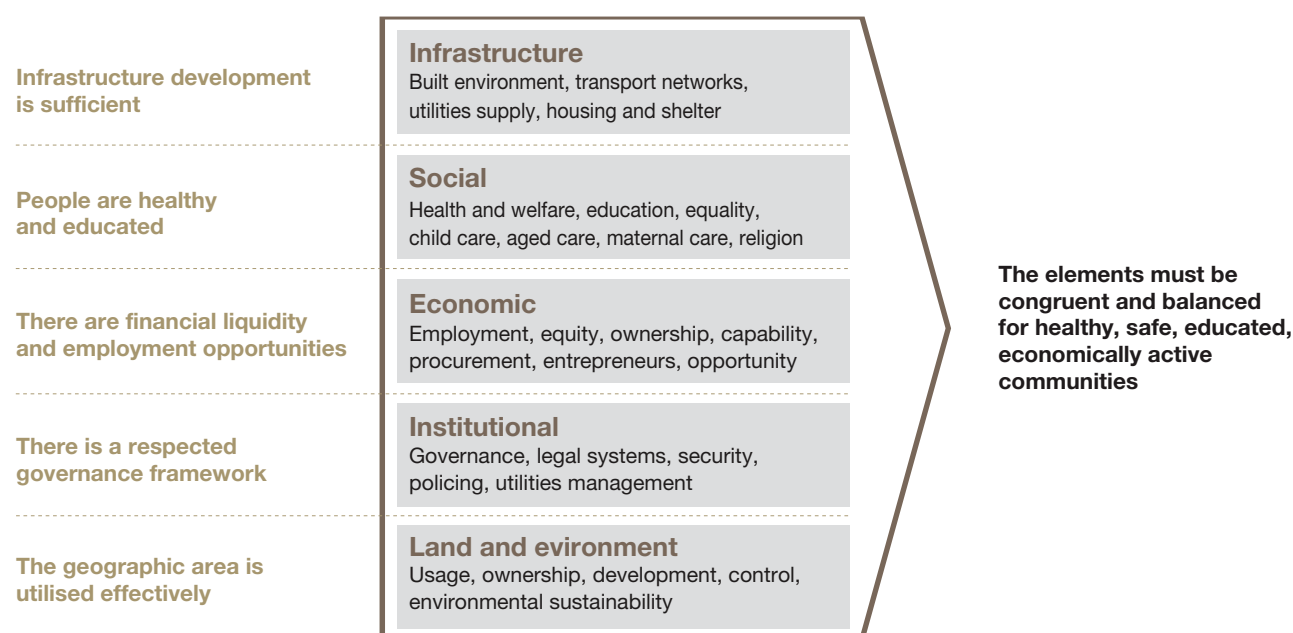 Infrastructure development
is sufficient
Infrastructure
Built environment, transport networks,
utilities supply, housing and shelter
People are healthy
and educated
Social
Health and welfare, education, equality,
child care, aged care, maternal care, religion
There are financial liquidity
and employment opportunities
Economic
Employment, equity, ownership, capability,
procurement, entrepreneurs, opportunity
There is a respected
governance framework
Institutional
Governance, legal systems, security,
policing, utilities management
The geographic area is
utilised effectively
Land and evironment
Usage, ownership, development, control,
environmental sustainability
The elements must be
congruent and balanced
for healthy, safe, educated,
economically active
communities